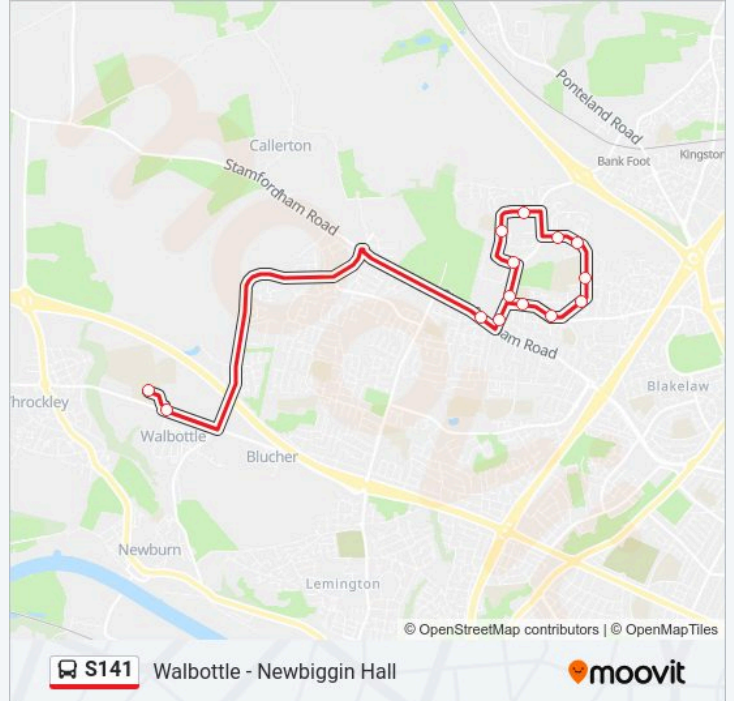 Ponteland Road
Callerton
Bank Foot
Kingston
Stamfordham Road
am Road
Blakelaw
hrockley
Walbottle
Blucher
Newburn
Lemington
© OpenStreetMap contributors | © OpenMapTiles
S141 Walbottle - Newbiggin Hall
moovit